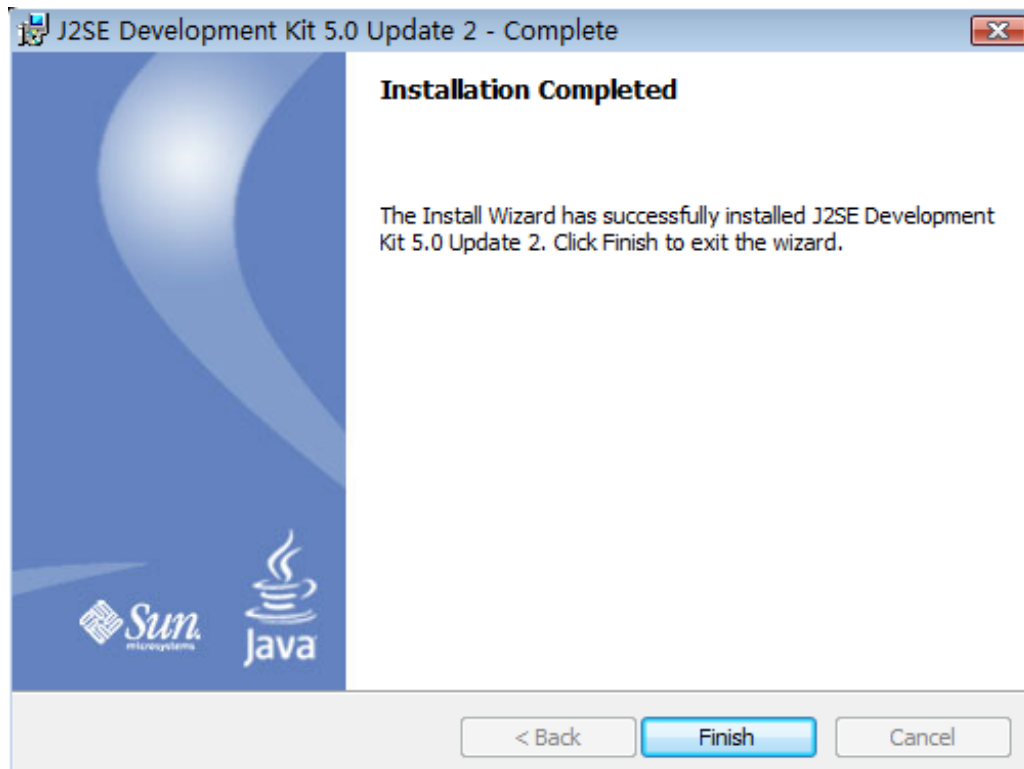 J2SE Development Kit 5.0 Update 2 - Complete
Installation Completed
The Install Wizard has successfully installed J2SE Development
Kit 5.0 Update 2. Click Finish to exit the wizard.
Sun
microsystems
Java
< Back
Finish
Cancel